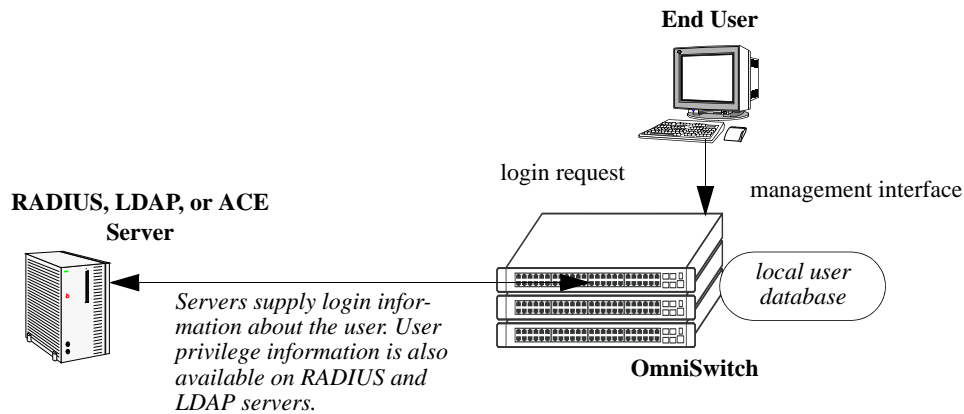 End User
login request
management interface
RADIUS, LDAP, or ACE
Server
local user
database
Servers supply login infor-
mation about the user. User
privilege information is also
available on RADIUS and
LDAP servers.
OmniSwitch